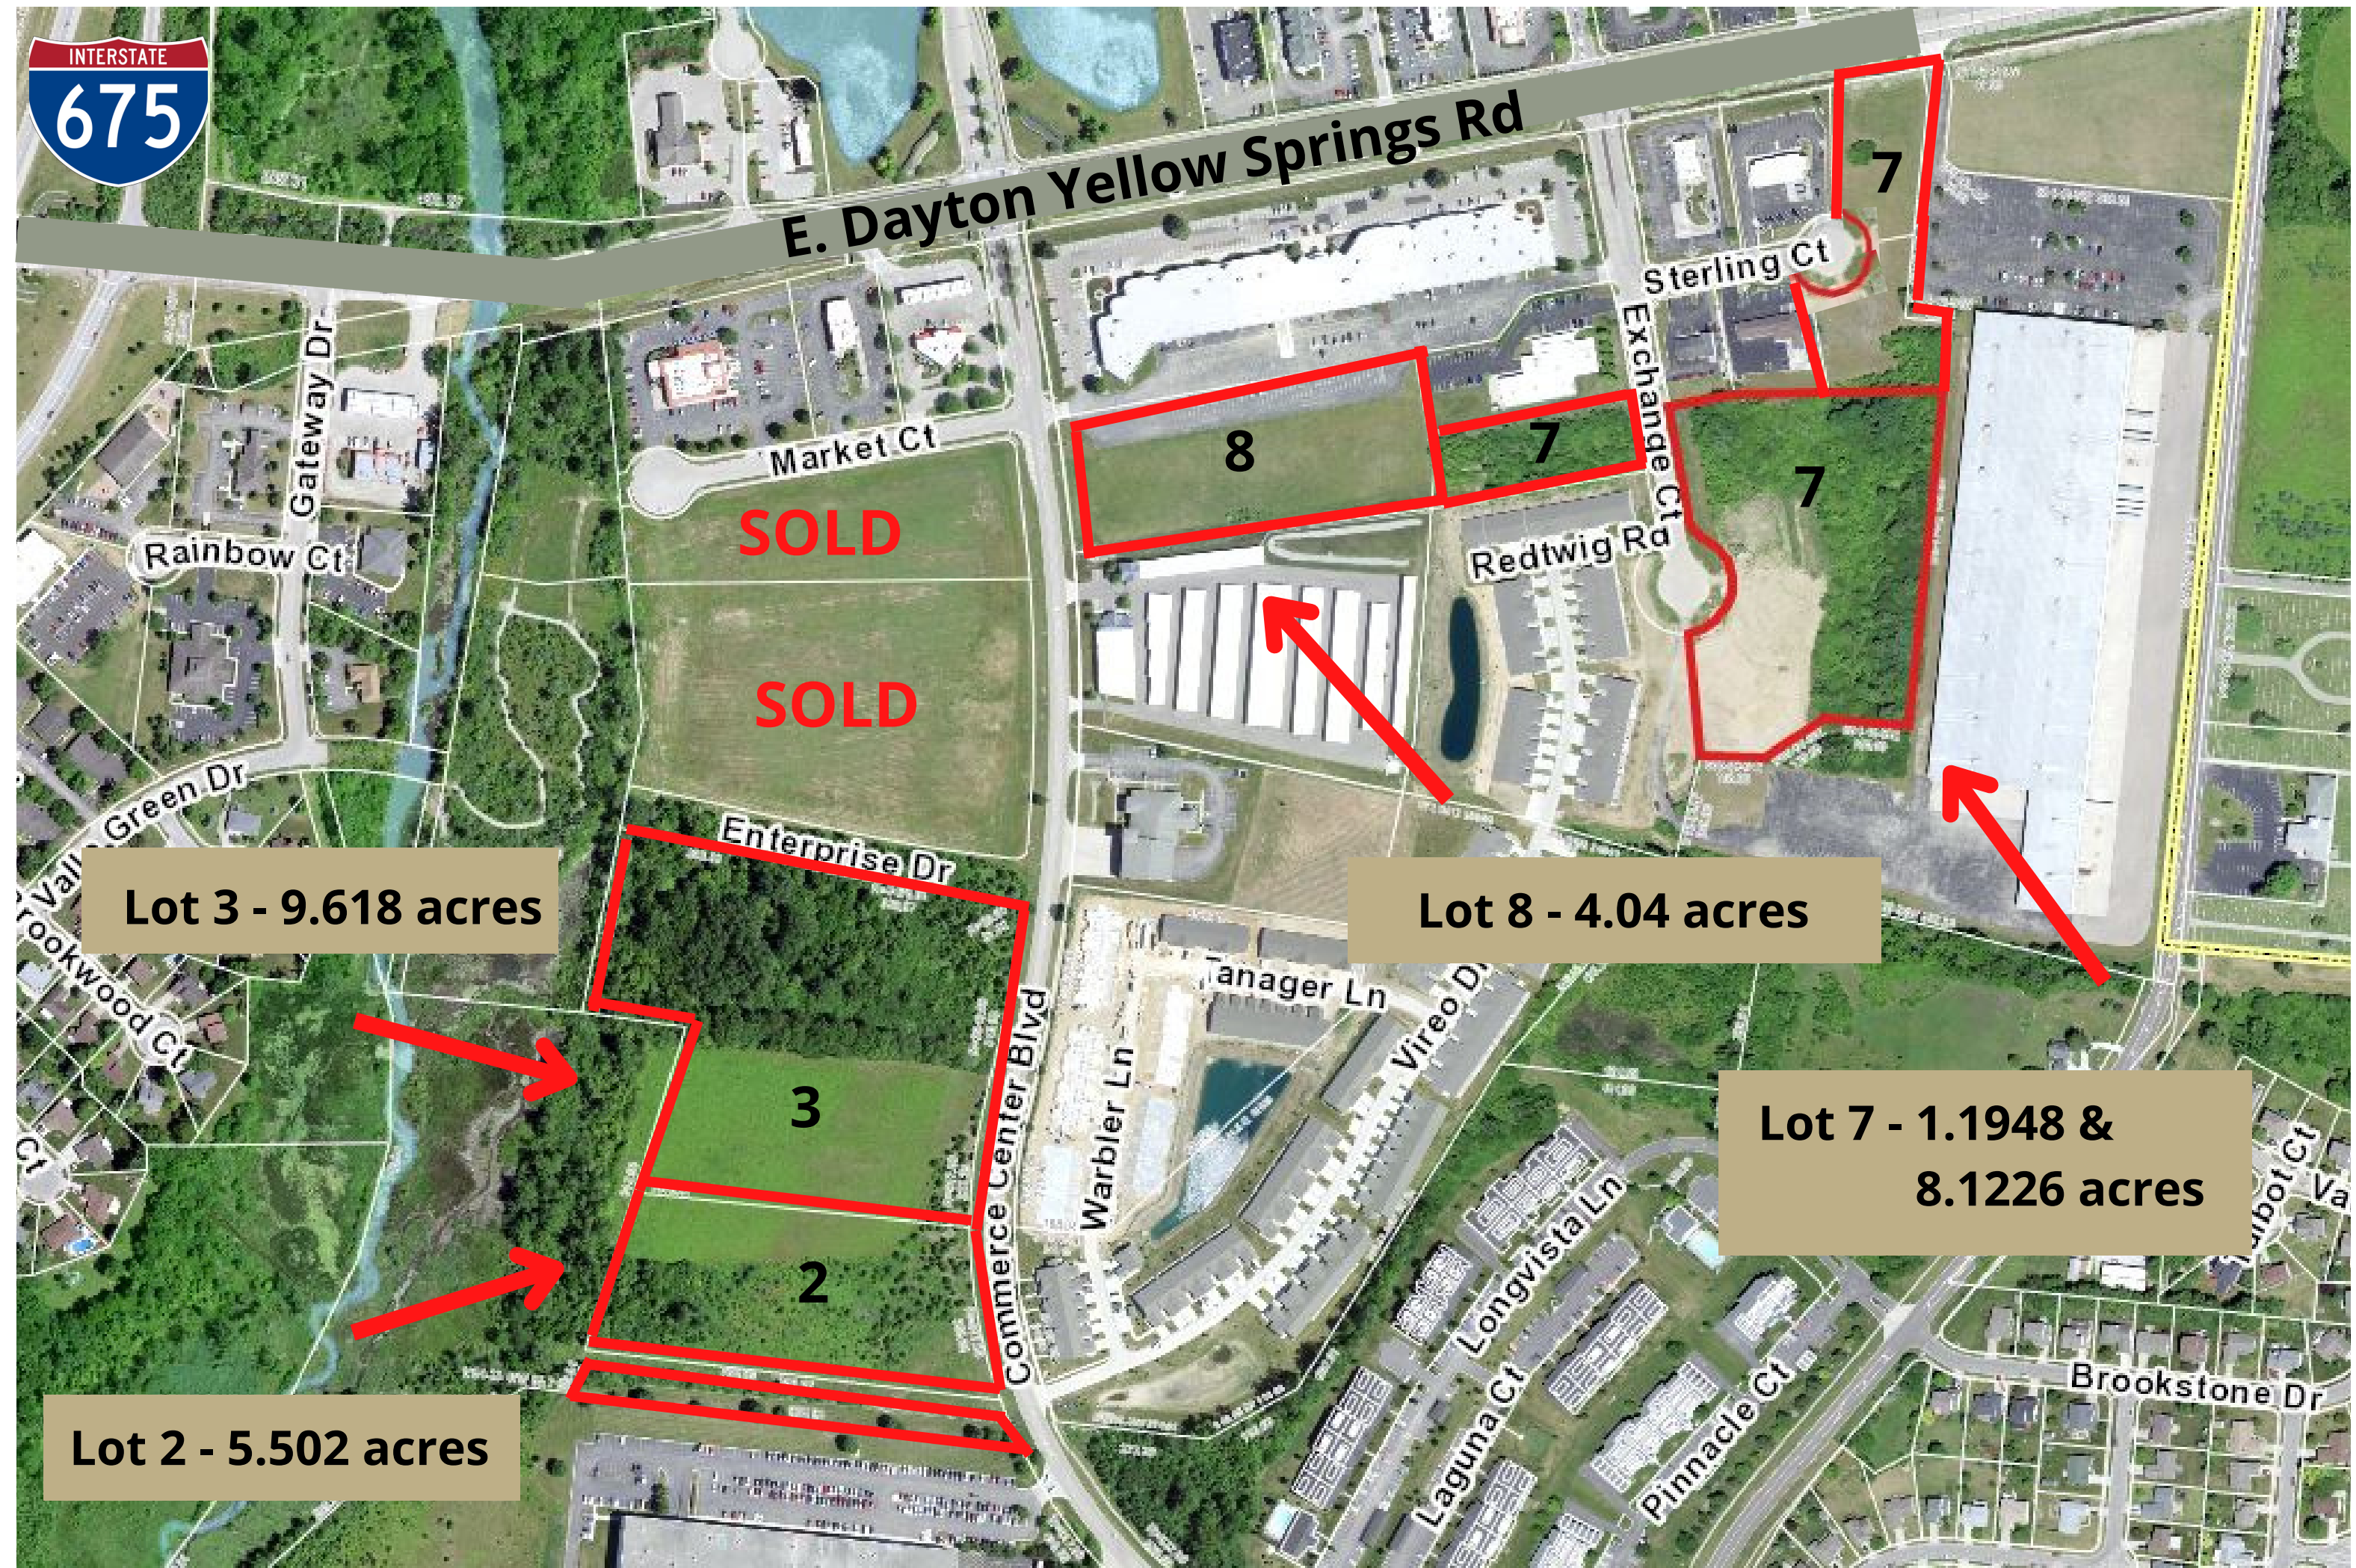 INTERSTATE
675
E. Dayton Yellow Springs Rd
7
Sterling Ct
Gateway Dr
Exchange Ct
Market Ct
8
7
7
SOLD
Rainbow Ct
Redtwig Rd
SOLD
Green Dr
Enterprise Dr
Lot 3 - 9.618 acres
Lot 8 - 4.04 acres
Brookwood Ct
Tanager Ln
Vireo Dr
Commerce Center Blvd
Warbler Ln
3
Lot 7 - 1.1948 &
8.1226 acres
Ct
2
Longvista Ln
Laguna Ct
Pinnacle Ct
Brookstone Dr
Lot 2 - 5.502 acres